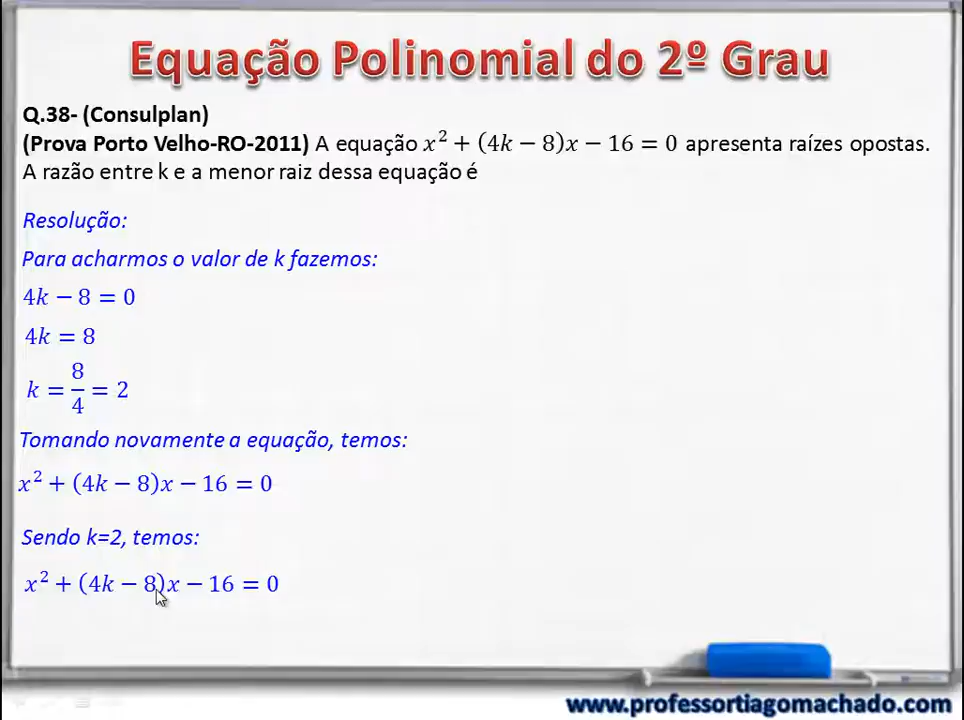 Equação Polinomial do 2º Grau
Q.38- (Consulplan)
(Prova Porto Velho-RO-2011) A equação x² + (4k − 8)x − 16 = 0 apresenta raízes opostas.
A razão entre k e a menor raiz dessa equação é
Resolução:
Para acharmos o valor de k fazemos:
4k − 8 = 0
4k = 8
k = 8/4 = 2
Tomando novamente a equação, temos:
x² + (4k − 8)x − 16 = 0
Sendo k=2, temos:
x² + (4k − 8)x − 16 = 0
www.professortiagomachado.com